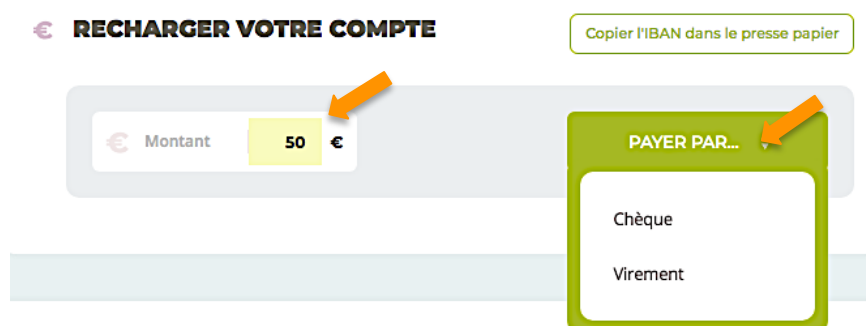 € RECHARGER VOTRE COMPTE
Copier l'IBAN dans le presse papier
€ Montant 50 €
PAYER PAR...
Chèque
Virement